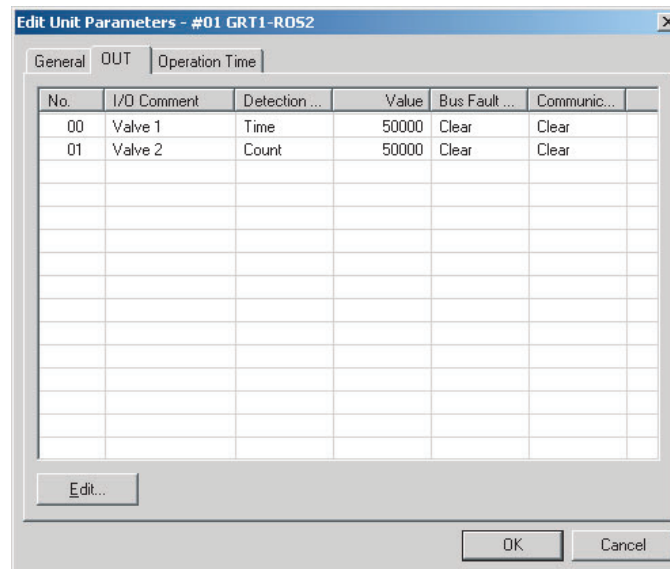 Edit Unit Parameters - #01 GRT1-ROS2
General OUT Operation Time
No. I/O Comment Detection ... Value Bus Fault ... Communic...
00 Valve 1 Time 50000 Clear Clear
01 Valve 2 Count 50000 Clear Clear
Edit...
OK Cancel